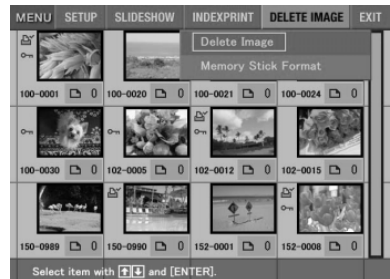 MENU SETUP SLIDESHOW INDEXPRINT DELETE IMAGE EXIT
Delete Image
Memory Stick Format
100-0001 0 100-0020 0 100-0021 0 100-0024 0
100-0030 0 102-0005 0 102-0012 0 102-0015 0
150-0989 0 150-0990 0 152-0001 0 152-0008 0
Select item with and [ENTER].